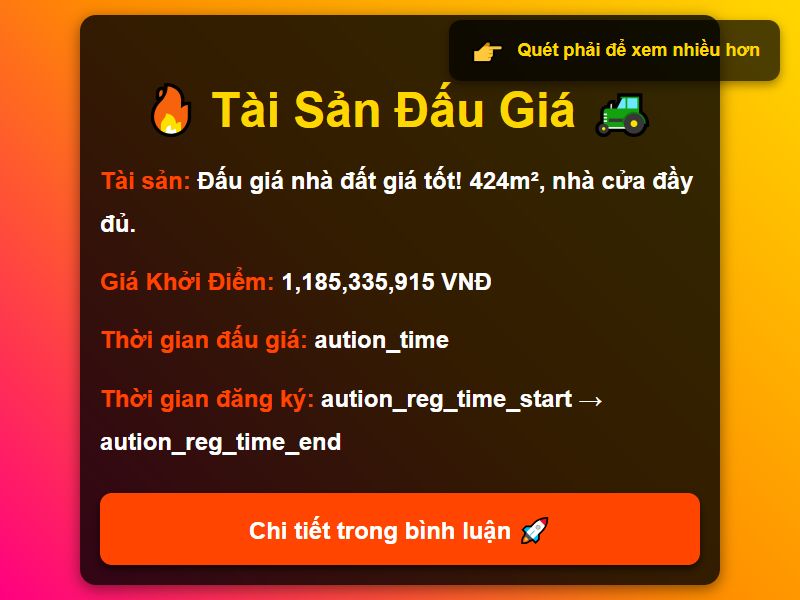 👉 Quét phải để xem nhiều hơn
🔥 Tài Sản Đấu Giá 🚜
Tài sản: Đấu giá nhà đất giá tốt! 424m², nhà cửa đầy
đủ.
Giá Khởi Điểm: 1,185,335,915 VNĐ
Thời gian đấu giá: aution_time
Thời gian đăng ký: aution_reg_time_start →
aution_reg_time_end
Chi tiết trong bình luận 🚀